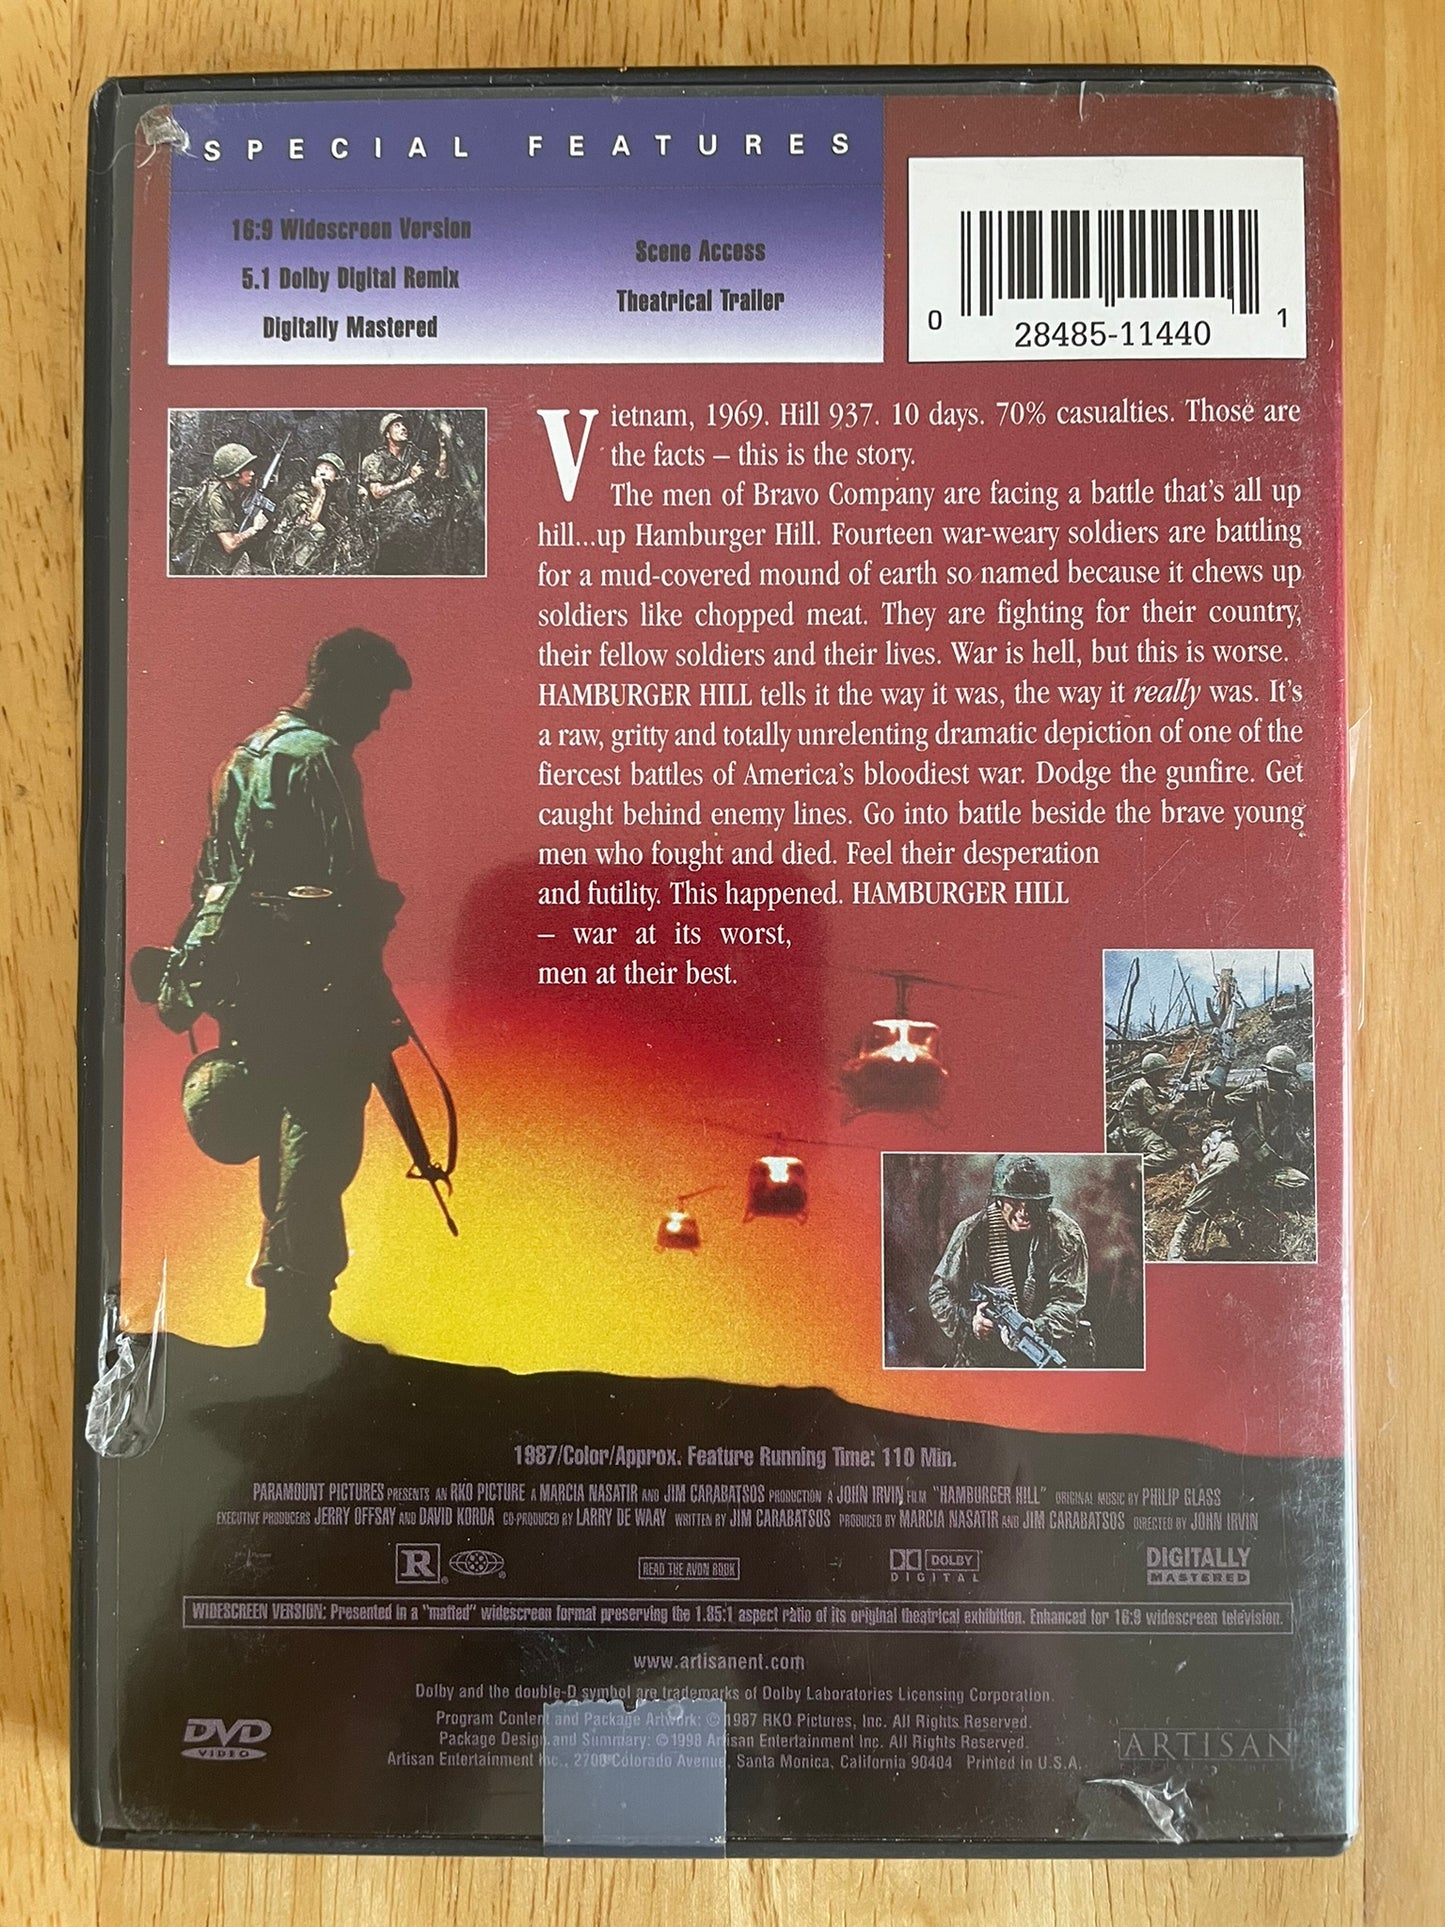 SPECIAL FEATURES
16:9 Widescreen Version
5.1 Dolby Digital Remix
Digitally Mastered
Scene Access
Theatrical Trailer
0 28485-11440 1
Vietnam, 1969. Hill 937. 10 days. 70% casualties. Those are
the facts – this is the story.
The men of Bravo Company are facing a battle that's all up
hill...up Hamburger Hill. Fourteen war-weary soldiers are battling
for a mud-covered mound of earth so named because it chews up
soldiers like chopped meat. They are fighting for their country,
their fellow soldiers and their lives. War is hell, but this is worse.
HAMBURGER HILL tells it the way it was, the way it really was. It's
a raw, gritty and totally unrelenting dramatic depiction of one of the
fiercest battles of America's bloodiest war. Dodge the gunfire. Get
caught behind enemy lines. Go into battle beside the brave young
men who fought and died. Feel their desperation
and futility. This happened. HAMBURGER HILL
– war at its worst,
men at their best.
1987/Color/Approx. Feature Running Time: 110 Min.
PARAMOUNT PICTURES PRESENTS AN RKO PICTURE A MARCIA NASATIR AND JIM CARABATSOS PRODUCTION A JOHN IRVIN FILM "HAMBURGER HILL" ORIGINAL MUSIC BY PHILIP GLASS
EXECUTIVE PRODUCERS JERRY OFFSAY AND DAVID KORDA CO-PRODUCED BY LARRY DE WAAY WRITTEN BY JIM CARABATSOS PRODUCED BY MARCIA NASATIR AND JIM CARABATSOS DIRECTED BY JOHN IRVIN
R
READ THE AVON BOOK
DOLBY
DIGITAL
DIGITALLY
MASTERED
WIDESCREEN VERSION: Presented in a "matted" widescreen format preserving the 1.85:1 aspect ratio of its original theatrical exhibition. Enhanced for 16:9 widescreen television.
www.artisanent.com
Dolby and the double-D symbol are trademarks of Dolby Laboratories Licensing Corporation.
Program Content and Package Artwork: © 1987 RKO Pictures, Inc. All Rights Reserved.
Package Design and Summary: © 1998 Artisan Entertainment Inc. All Rights Reserved.
Artisan Entertainment Inc., 2700 Colorado Avenue, Santa Monica, California 90404 Printed in U.S.A.
DVD
VIDEO
ARTISAN